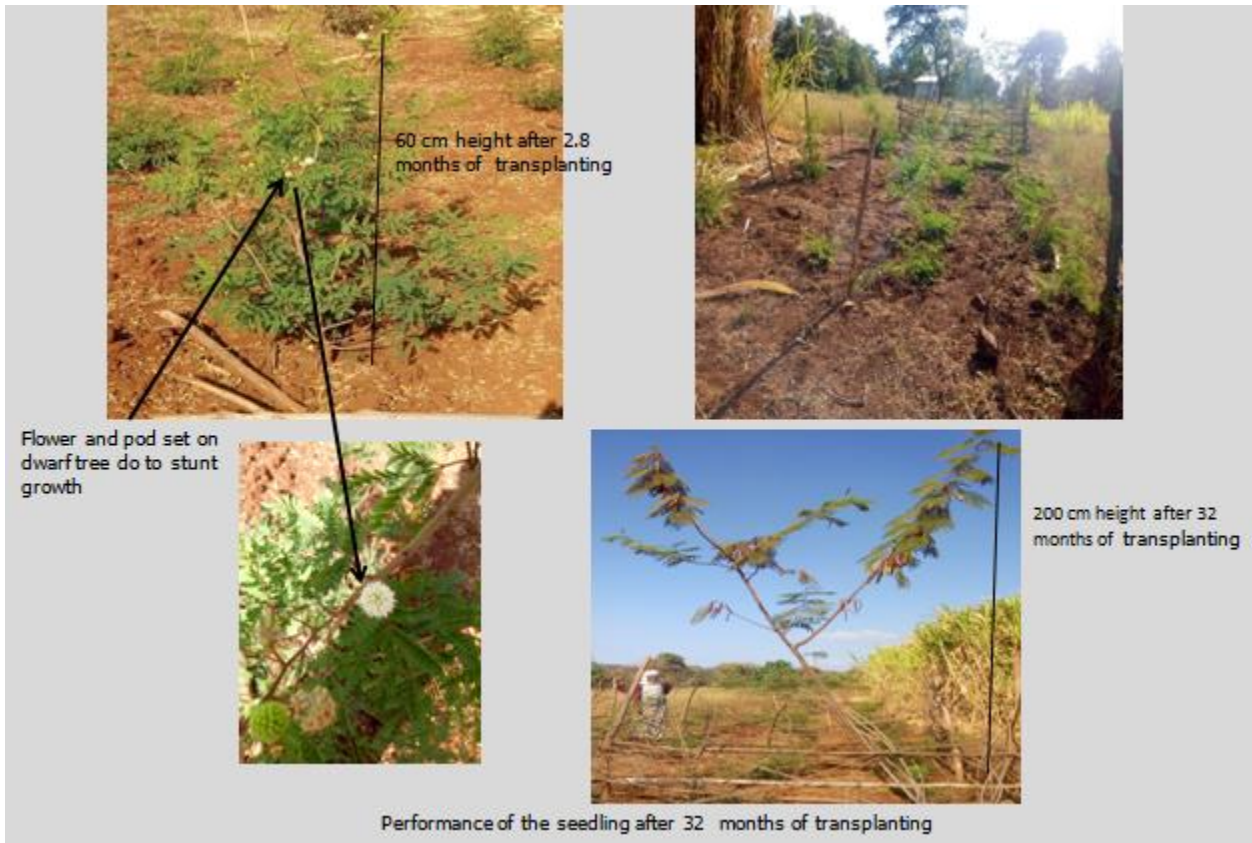 60 cm height after 2.8
months of transplanting
Flower and pod set on
dwarf tree do to stunt
growth
200 cm height after 32
months of transplanting
Performance of the seedling after 32 months of transplanting